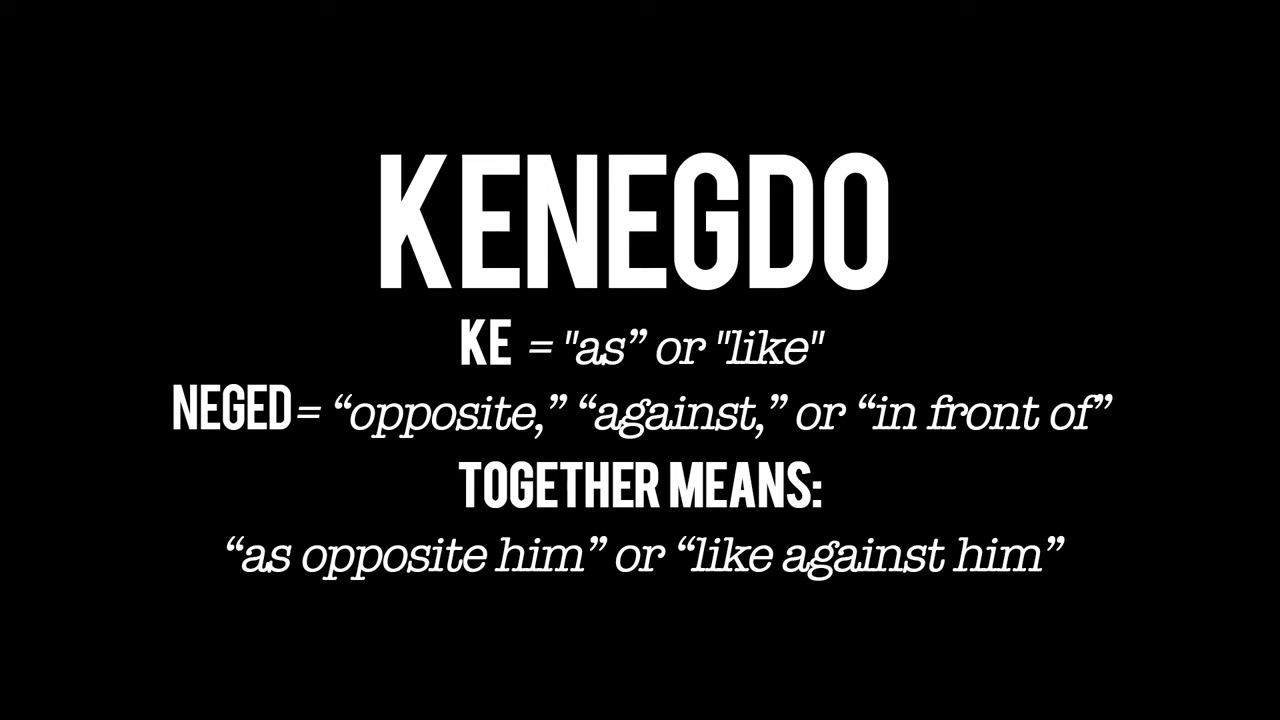 KENEGDO
KE = "as” or "like"
NEGED= “opposite,” “against,” or “in front of”
TOGETHER MEANS:
“as opposite him” or “like against him”